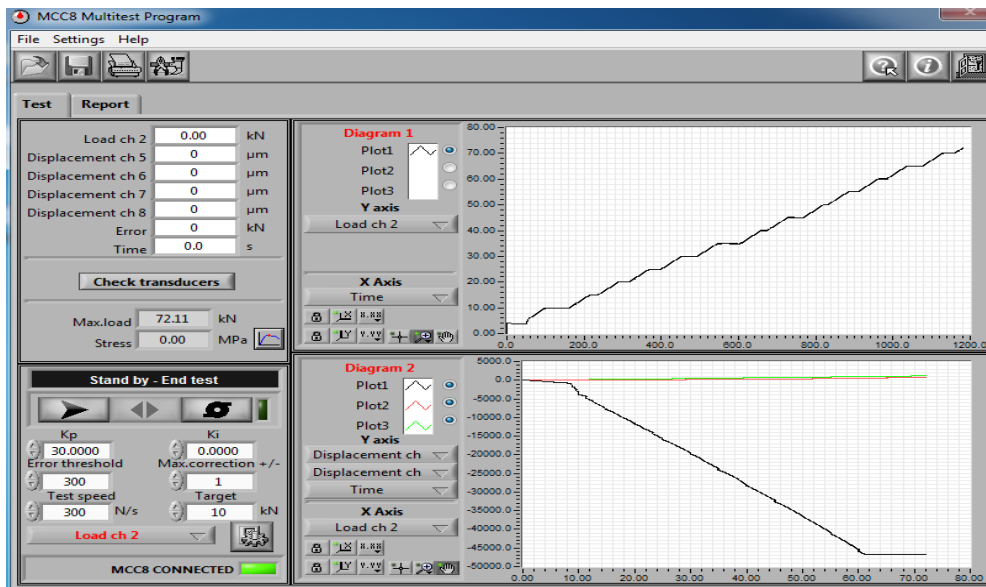 MCC8 Multitest Program
File Settings Help
Test Report
Load ch 2 0.00 kN
Displacement ch 5 0 µm
Displacement ch 6 0 µm
Displacement ch 7 0 µm
Displacement ch 8 0 µm
Error 0 kN
Time 0.0 s
Check transducers
Max.load 72.11 kN
Stress 0.00 MPa
Stand by - End test
Kp Ki
30.0000 0.0000
Error threshold Max.correction +/-
300 1
Test speed Target
300 N/s 10 kN
Load ch 2
MCC8 CONNECTED
Diagram 1
Plot1
Plot2
Plot3
Y axis
Load ch 2
X Axis
Time
80.00
70.00
60.00
50.00
40.00
30.00
20.00
10.00
0.00
0.0 200.0 400.0 600.0 800.0 1000.0 1200.0
Diagram 2
Plot1
Plot2
Plot3
Y axis
Displacement ch
Displacement ch
Time
X Axis
Load ch 2
5000.0
0.0
-5000.0
-10000.0
-15000.0
-20000.0
-25000.0
-30000.0
-35000.0
-40000.0
-45000.0
-50000.0
0.00 10.00 20.00 30.00 40.00 50.00 60.00 70.00 80.00